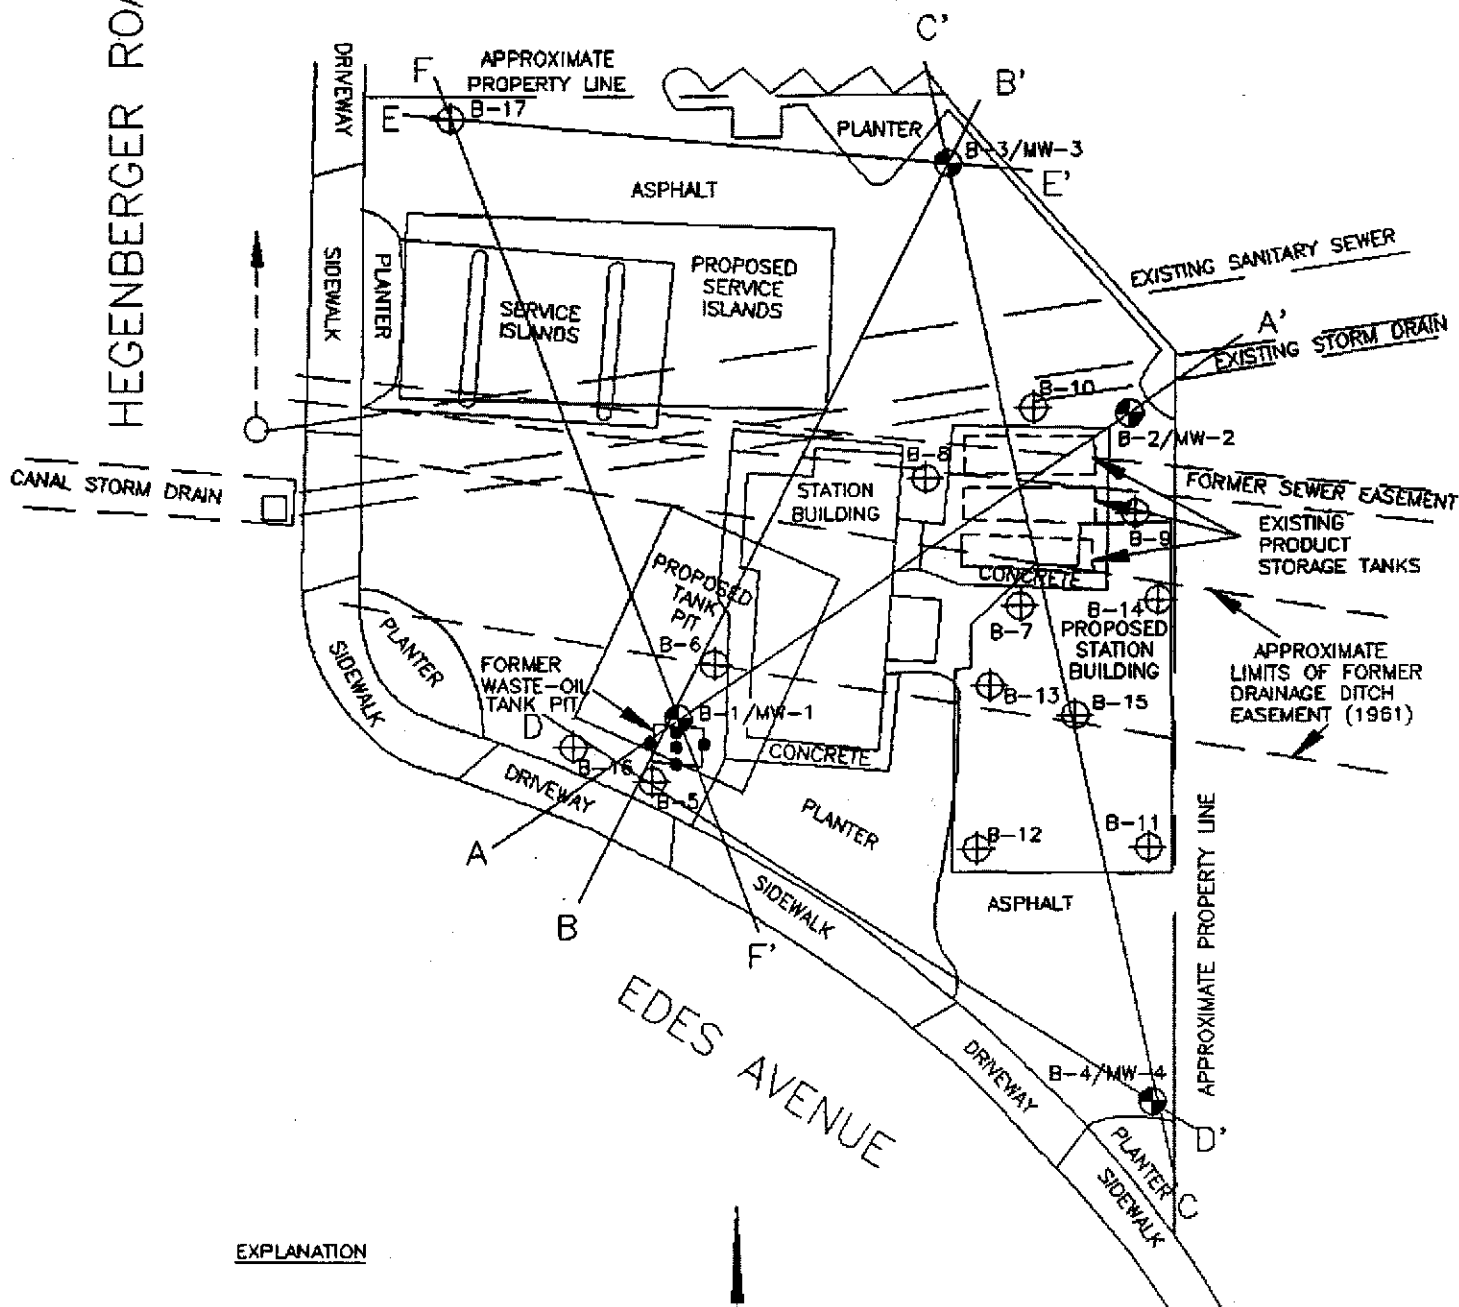 HEGENBERGER ROA
DRIVEWAY
F
APPROXIMATE
PROPERTY LINE
C'
B'
E
B-17
PLANTER
B-3/MW-3
E'
ASPHALT
SIDEWALK
PLANTER
SERVICE
ISLANDS
PROPOSED
SERVICE
ISLANDS
EXISTING SANITARY SEWER
A'
EXISTING STORM DRAIN
B-10
B-2/MW-2
CANAL STORM DRAIN
B-8
STATION
BUILDING
FORMER SEWER EASEMENT
B-9
EXISTING
PRODUCT
STORAGE TANKS
CONCRETE
PROPOSED
TANK
PIT
B-14
B-7
PROPOSED
STATION
BUILDING
PLANTER
SIDEWALK
B-6
FORMER
WASTE-OIL
TANK PIT
APPROXIMATE
LIMITS OF FORMER
DRAINAGE DITCH
EASEMENT (1961)
B-13
B-15
B-1/MW-1
D
B-16
CONCRETE
DRIVEWAY
B-5
PLANTER
B-12
B-11
A
B
F'
SIDEWALK
ASPHALT
APPROXIMATE PROPERTY LINE
EDES AVENUE
DRIVEWAY
B-4/MW-4
D'
PLANTER
SIDEWALK
C
EXPLANATION